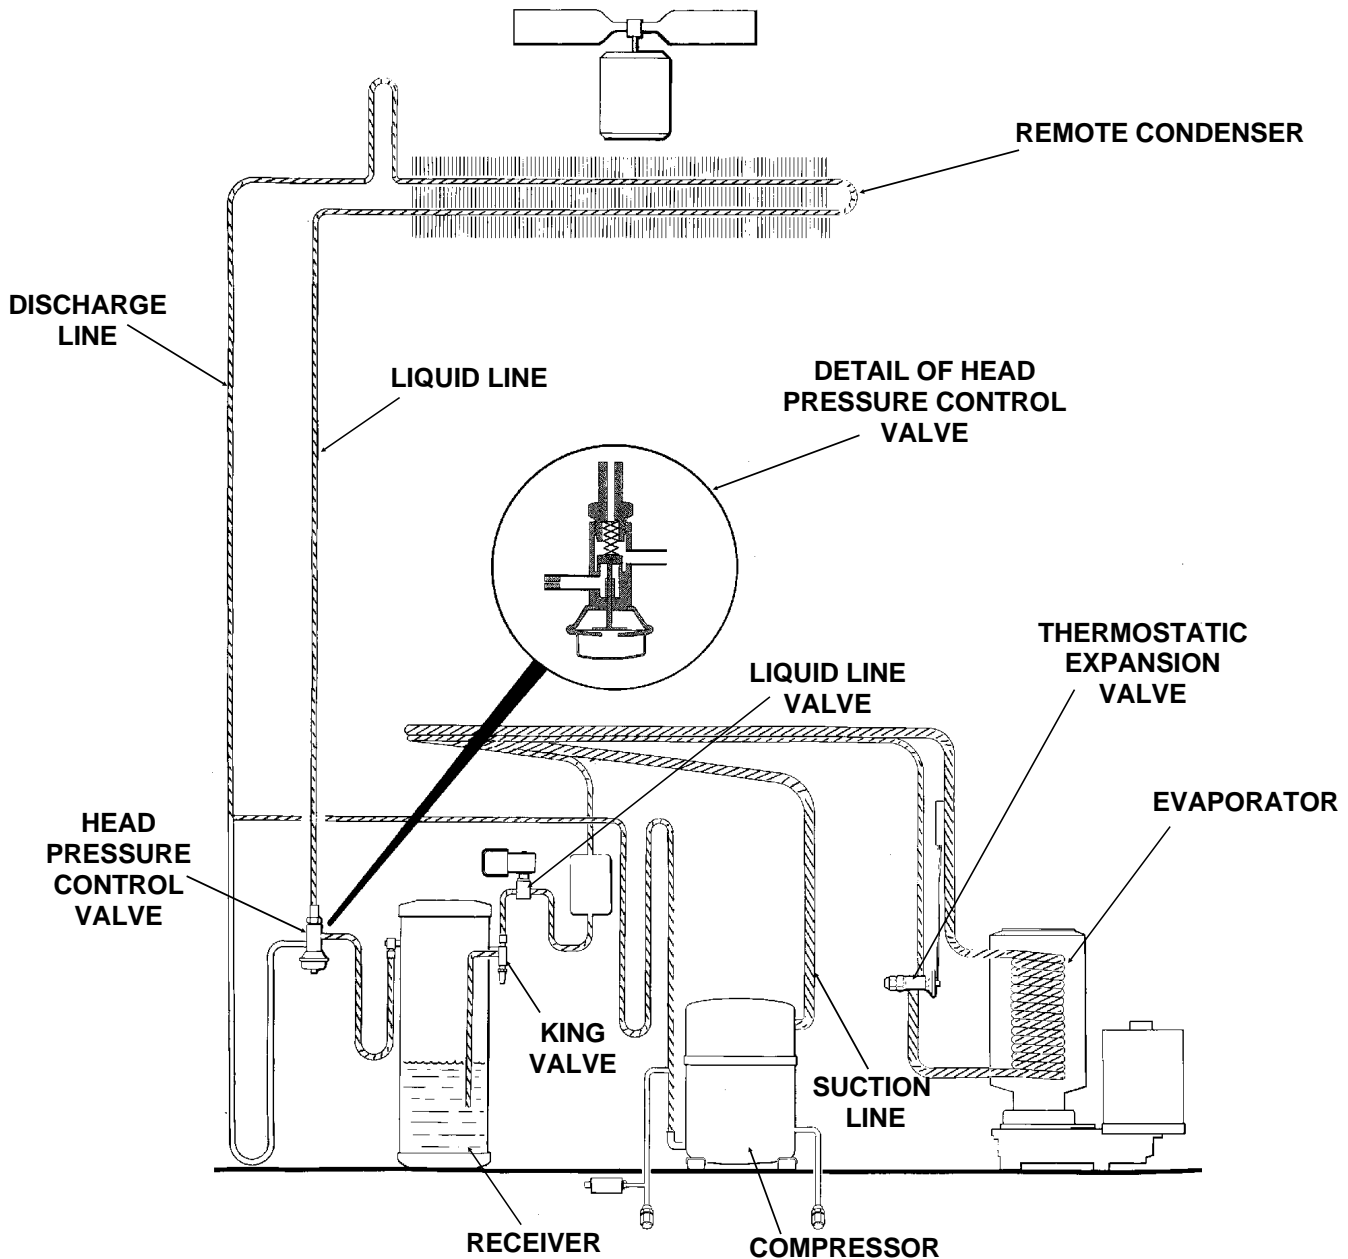 REMOTE CONDENSER
DISCHARGE
LINE
LIQUID LINE
DETAIL OF HEAD
PRESSURE CONTROL
VALVE
THERMOSTATIC
EXPANSION
VALVE
LIQUID LINE
VALVE
EVAPORATOR
HEAD
PRESSURE
CONTROL
VALVE
KING
VALVE
SUCTION
LINE
RECEIVER
COMPRESSOR